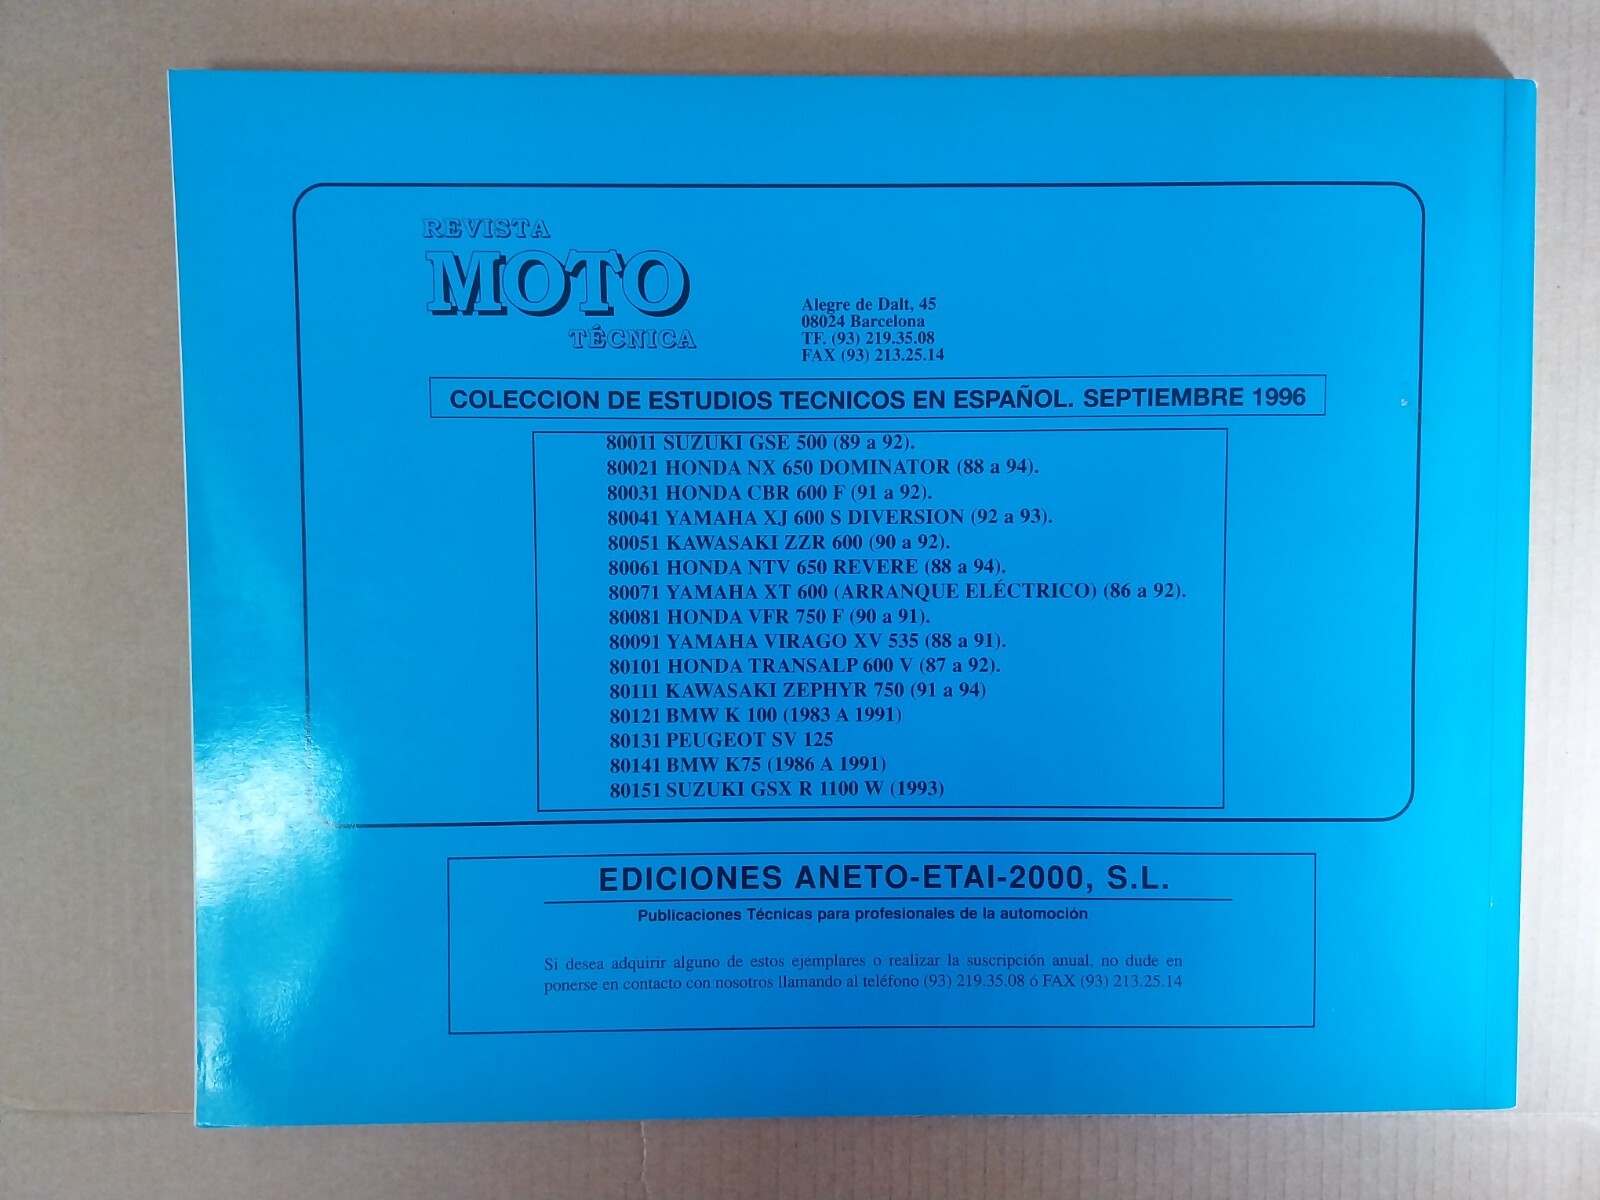 REVISTA
MOTO
TÉCNICA
Alegre de Dalt, 45
08024 Barcelona
TF. (93) 219.35.08
FAX (93) 213.25.14
COLECCION DE ESTUDIOS TECNICOS EN ESPAÑOL. SEPTIEMBRE 1996
80011 SUZUKI GSE 500 (89 a 92).
80021 HONDA NX 650 DOMINATOR (88 a 94).
80031 HONDA CBR 600 F (91 a 92).
80041 YAMAHA XJ 600 S DIVERSION (92 a 93).
80051 KAWASAKI ZZR 600 (90 a 92).
80061 HONDA NTV 650 REVERE (88 a 94).
80071 YAMAHA XT 600 (ARRANQUE ELÉCTRICO) (86 a 92).
80081 HONDA VFR 750 F (90 a 91).
80091 YAMAHA VIRAGO XV 535 (88 a 91).
80101 HONDA TRANSALP 600 V (87 a 92).
80111 KAWASAKI ZEPHYR 750 (91 a 94)
80121 BMW K 100 (1983 A 1991)
80131 PEUGEOT SV 125
80141 BMW K75 (1986 A 1991)
80151 SUZUKI GSX R 1100 W (1993)
EDICIONES ANETO-ETAI-2000, S.L.
Publicaciones Técnicas para profesionales de la automoción
Si desea adquirir alguno de estos ejemplares o realizar la suscripción anual, no dude en
ponerse en contacto con nosotros llamando al teléfono (93) 219.35.08 ó FAX (93) 213.25.14